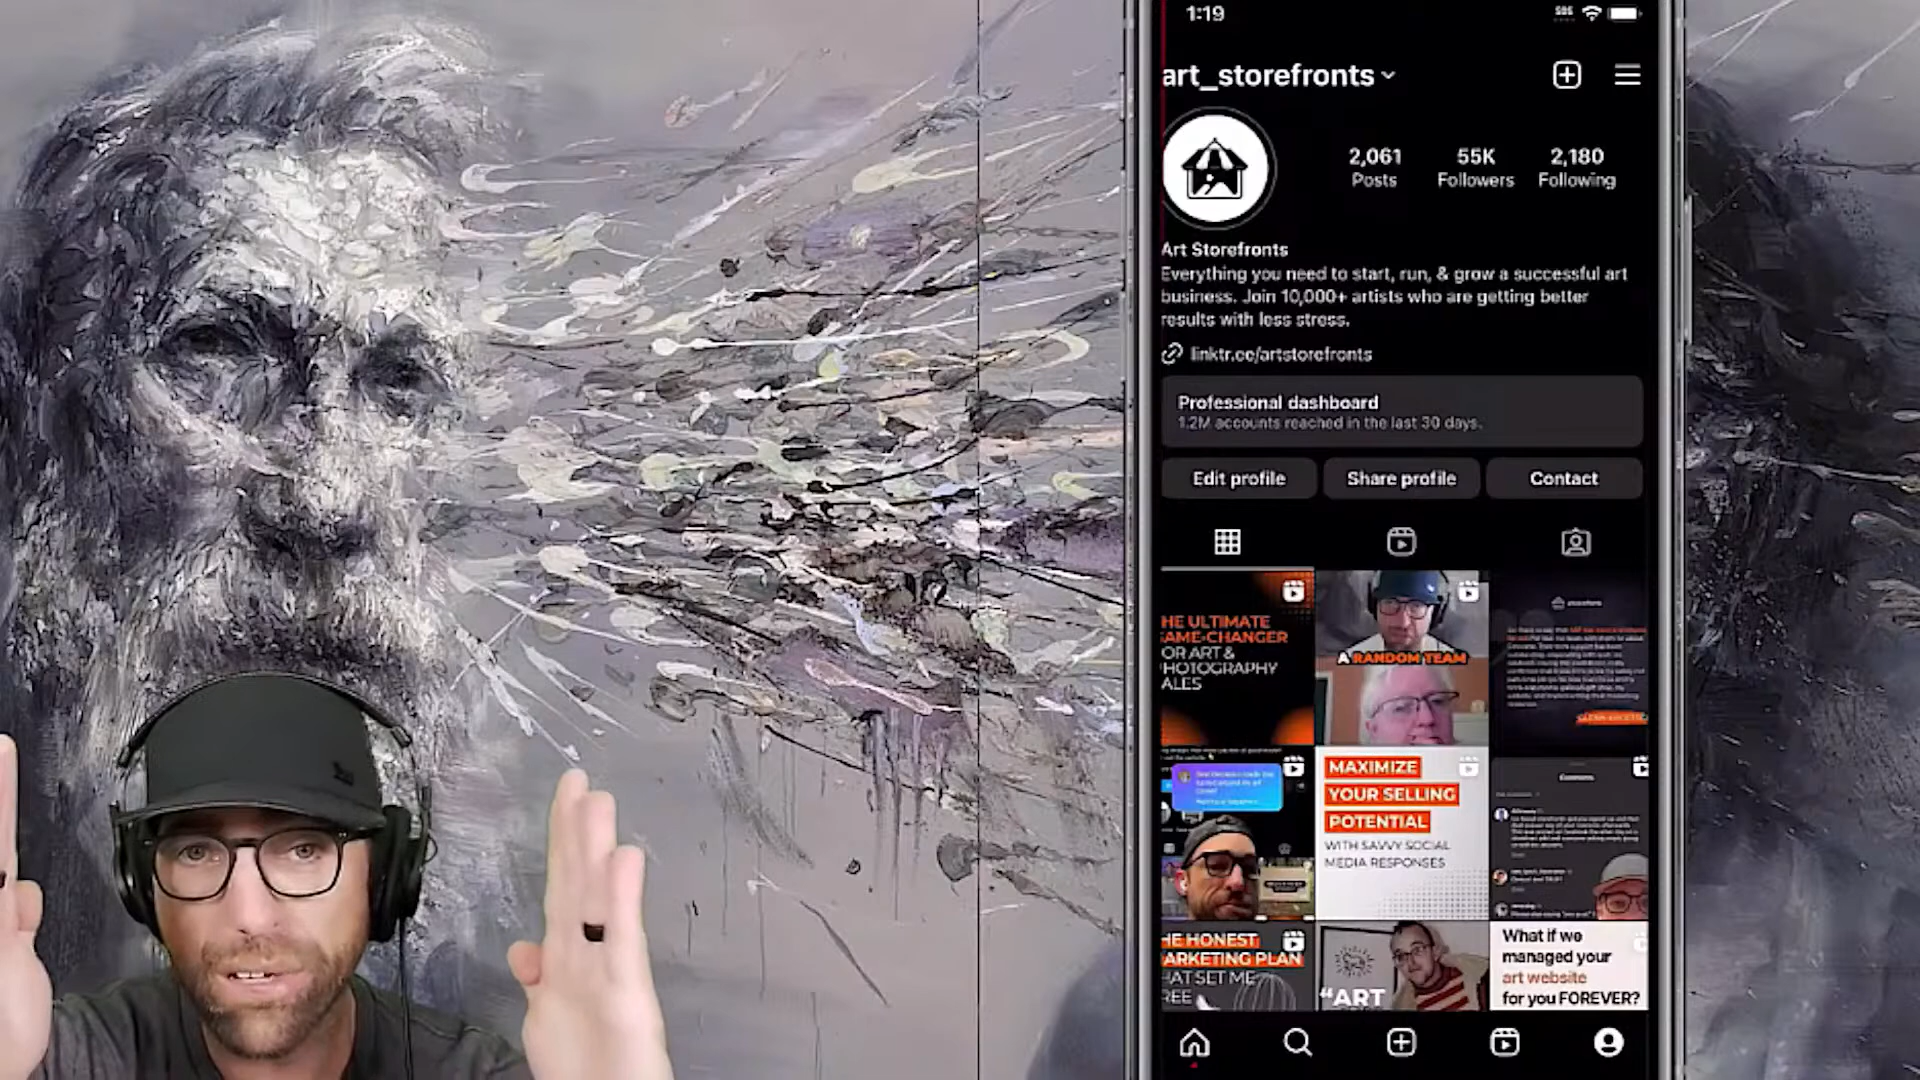 1:19
SOS
art_storefronts
2,061
Posts
55K
Followers
2,180
Following
Art Storefronts
Everything you need to start, run, & grow a successful art
business. Join 10,000+ artists who are getting better
results with less stress.
linktr.ee/artstorefronts
Professional dashboard
1.2M accounts reached in the last 30 days.
Edit profile
Share profile
Contact
HE ULTIMATE
AME-CHANGER
OR ART &
HOTOGRAPHY
ALES
A RANDOM TEAM
MAXIMIZE
YOUR SELLING
POTENTIAL
WITH SAVVY SOCIAL
MEDIA RESPONSES
Comments
HE HONEST
ARKETING PLAN
HAT SET ME
REE
“ART
What if we
managed your
art website
for you FOREVER?